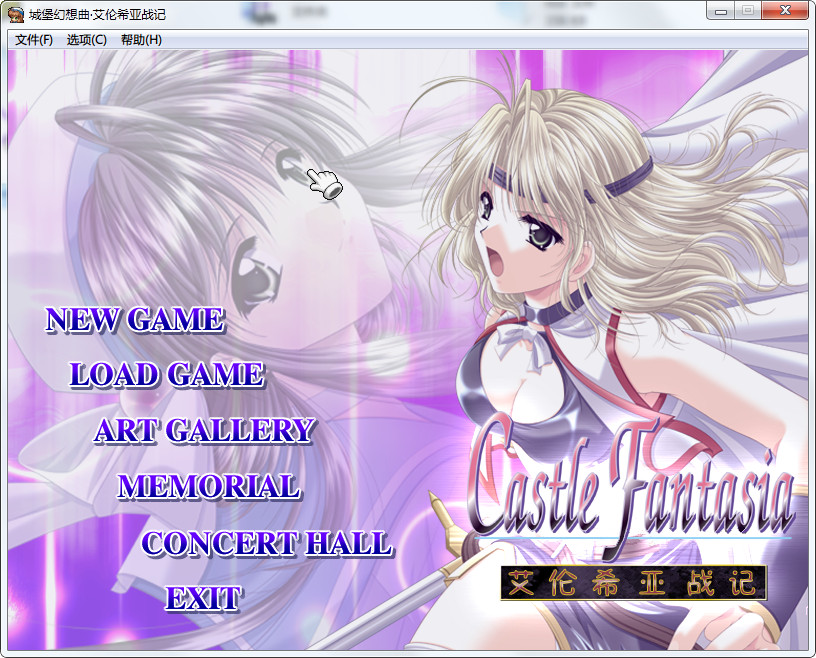 城堡幻想曲·艾伦希亚战记
文件(F) 选项(C) 帮助(H)
NEW GAME
LOAD GAME
ART GALLERY
MEMORIAL
CONCERT HALL
EXIT
Castle Fantasia
艾伦希亚战记